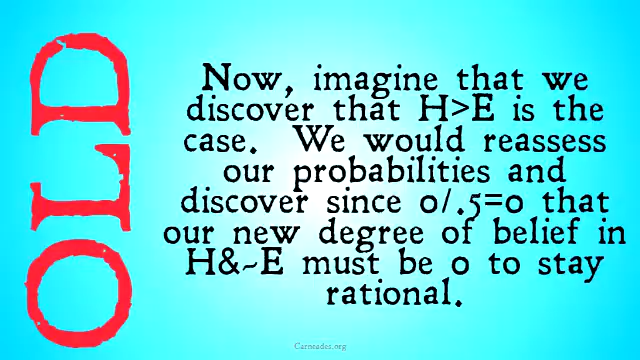 OLD
Now, imagine that we
discover that H>E is the
case. We would reassess
our probabilities and
discover since 0/.5=0 that
our new degree of belief in
H&~E must be 0 to stay
rational.
Carneades.org